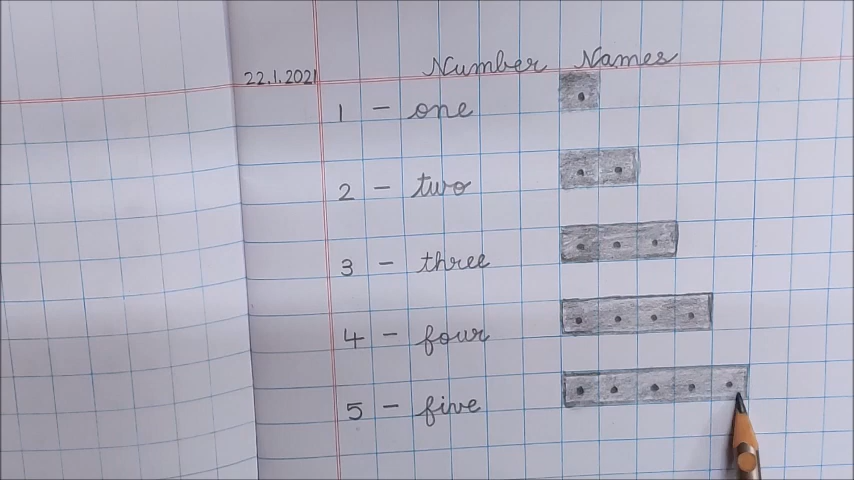 Number Names
22.1.2021
1 - one
2 - two
3 - three
4 - four
5 - five